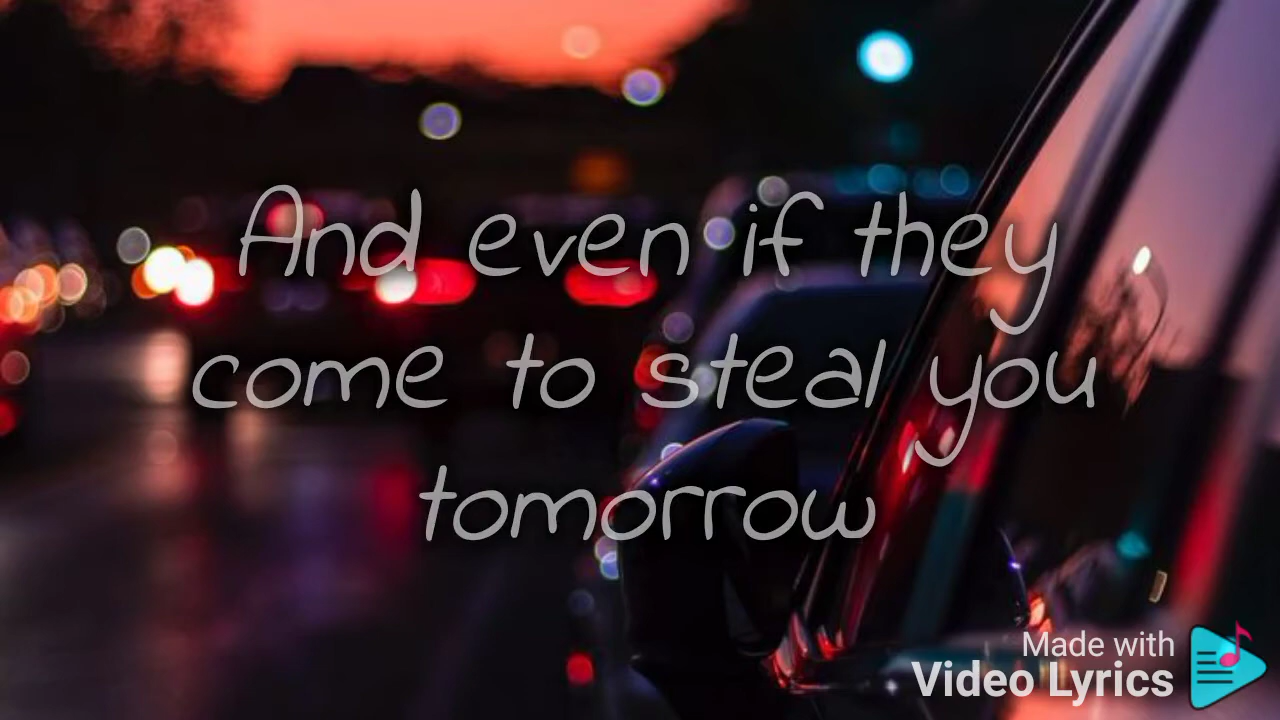 And even if they
come to steal you
tomorrow
Made with
Video Lyrics